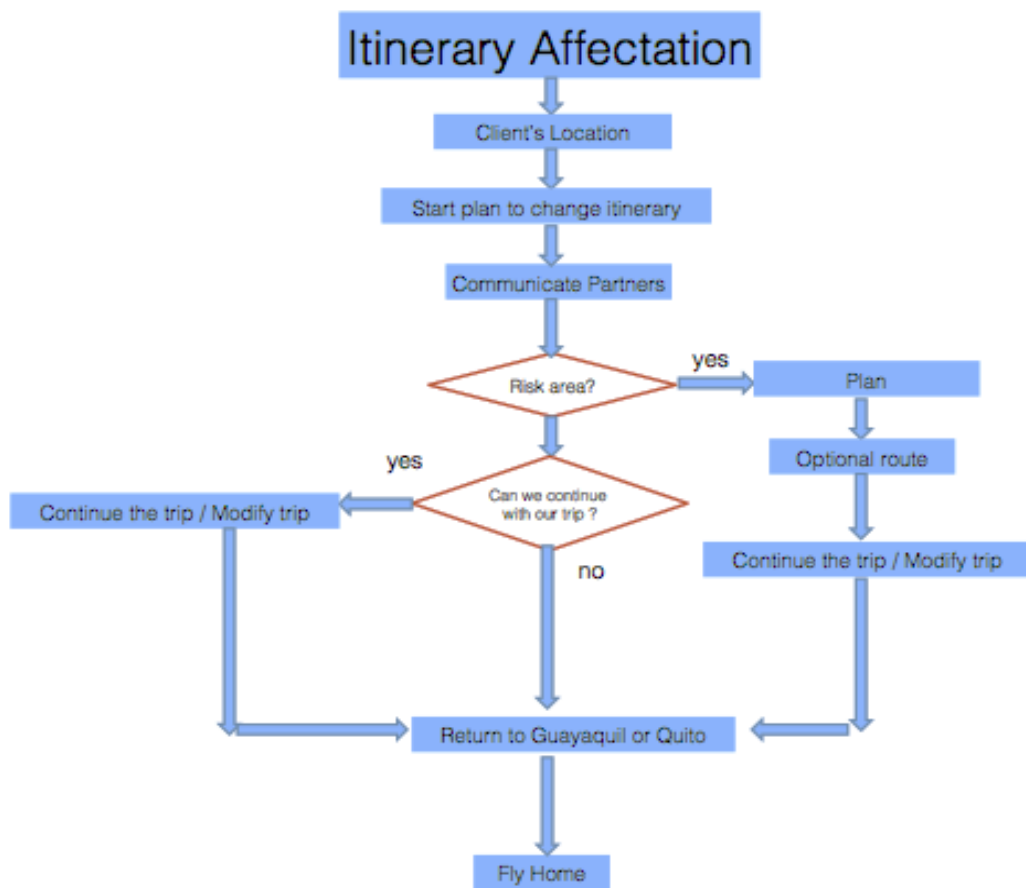 Itinerary Affectation
Client's Location
Start plan to change itinerary
Communicate Partners
yes
Risk area?
Plan
yes
Optional route
Can we continue
with our trip ?
Continue the trip / Modify trip
no
Continue the trip / Modify trip
Return to Guayaquil or Quito
Fly Home